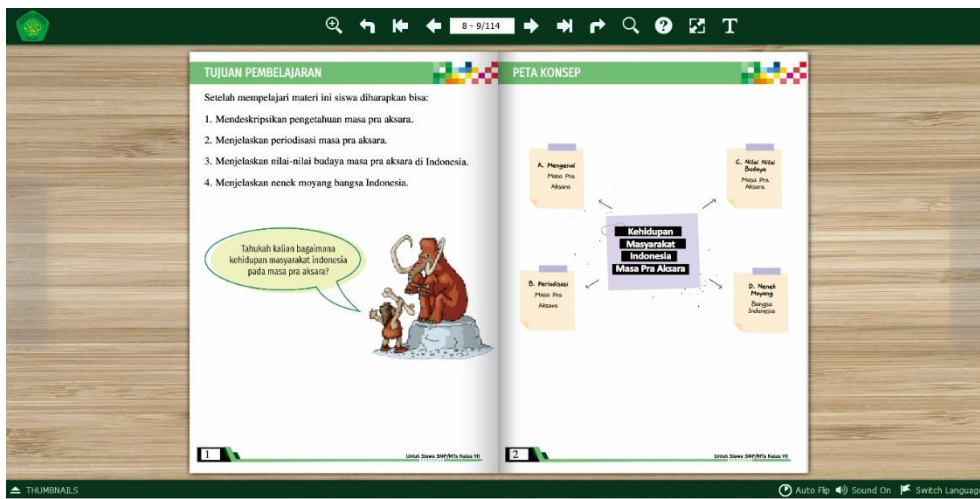 8 - 9/114
T
TUJUAN PEMBELAJARAN
Setelah mempelajari materi ini siswa diharapkan bisa:
1. Mendeskripsikan pengetahuan masa pra aksara.
2. Menjelaskan periodisasi masa pra aksara.
3. Menjelaskan nilai-nilai budaya masa pra aksara di Indonesia.
4. Menjelaskan nenek moyang bangsa Indonesia.
Tahukah kalian bagaimana
kehidupan masyarakat indonesia
pada masa pra aksara?
1
Untuk Siswa SMP/MTs Kelas VII
PETA KONSEP
A. Mengenal
Masa Pra
Aksara
C. Nilai Nilai
Budaya
Masa Pra
Aksara
Kehidupan
Masyarakat
Indonesia
Masa Pra Aksara
B. Periodisasi
Masa Pra
Aksara
D. Nenek
Moyang
Bangsa
Indonesia
2
Untuk Siswa SMP/MTs Kelas VII
THUMBNAILS
Auto Flip Sound On Switch Language